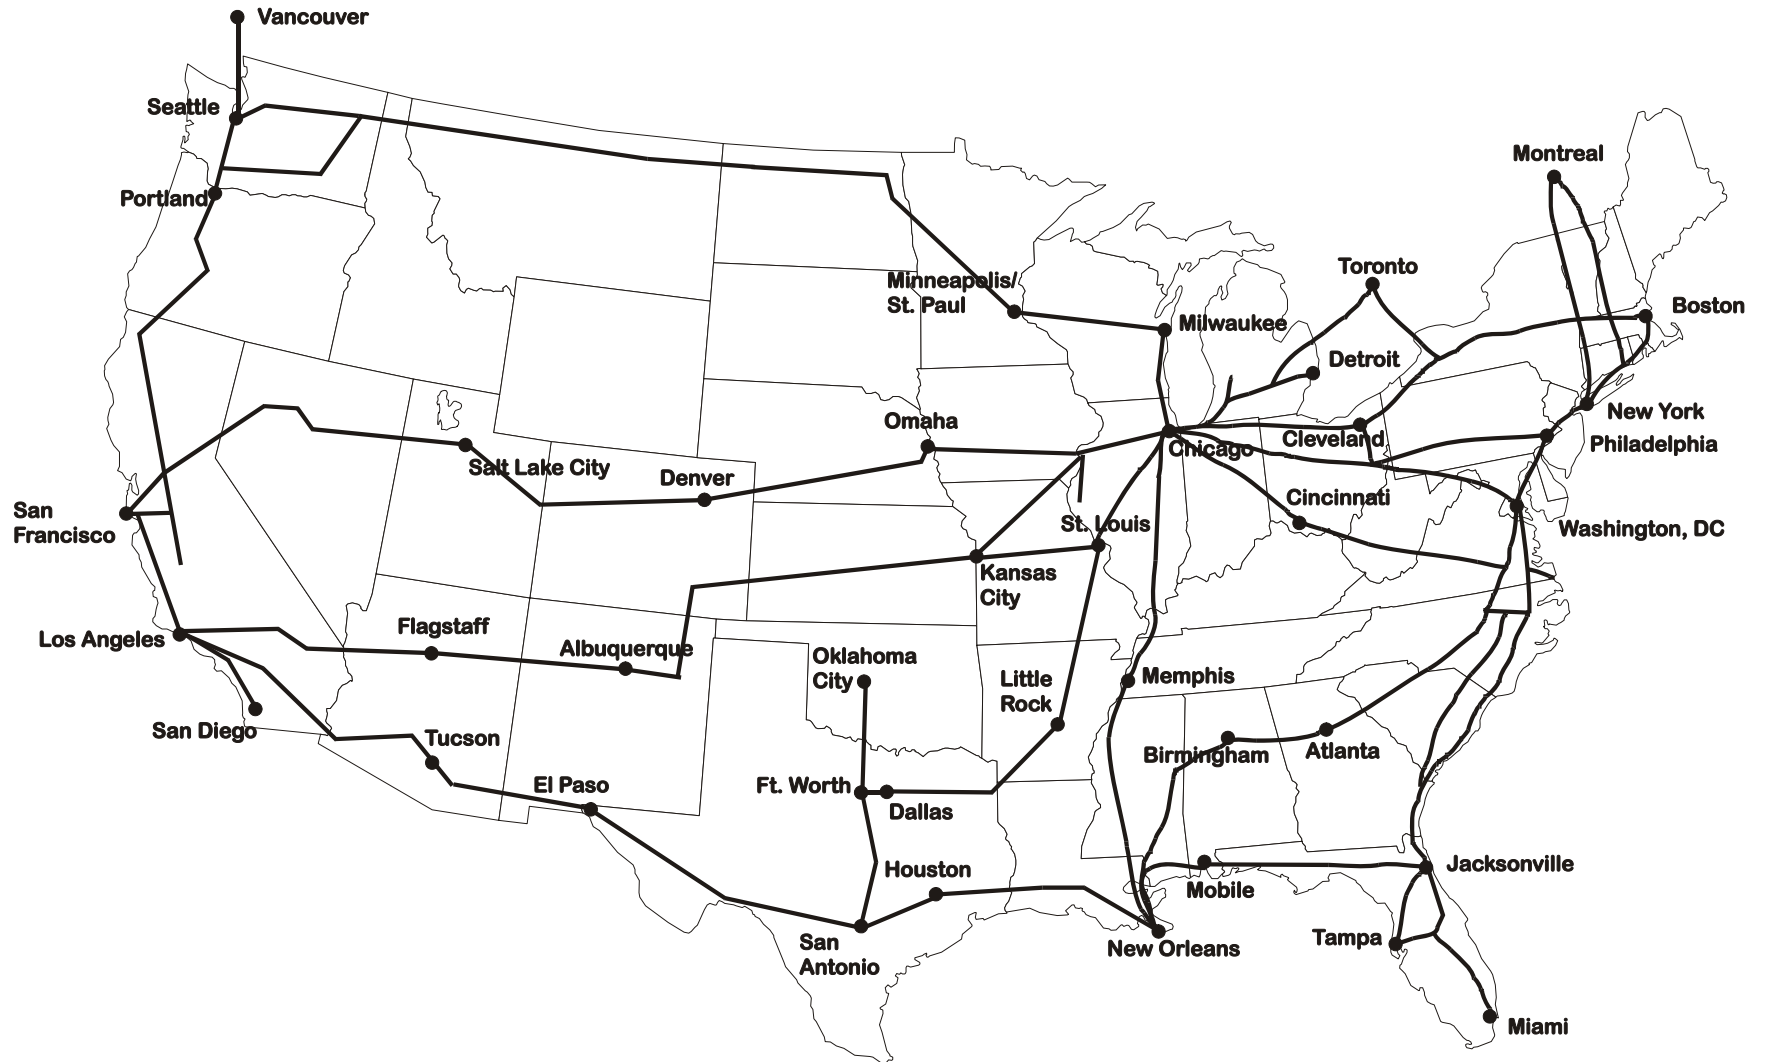 Vancouver
Seattle
Montreal
Portland
Toronto
Minneapolis/
St. Paul
Boston
Milwaukee
Detroit
New York
Omaha
Cleveland
Philadelphia
Chicago
Salt Lake City
Denver
Cincinnati
San
Francisco
St. Louis
Washington, DC
Kansas
City
Flagstaff
Los Angeles
Albuquerque
Oklahoma
City
Little
Rock
Memphis
San Diego
Tucson
Birmingham
Atlanta
El Paso
Ft. Worth
Dallas
Houston
Jacksonville
Mobile
San
Antonio
Tampa
New Orleans
Miami